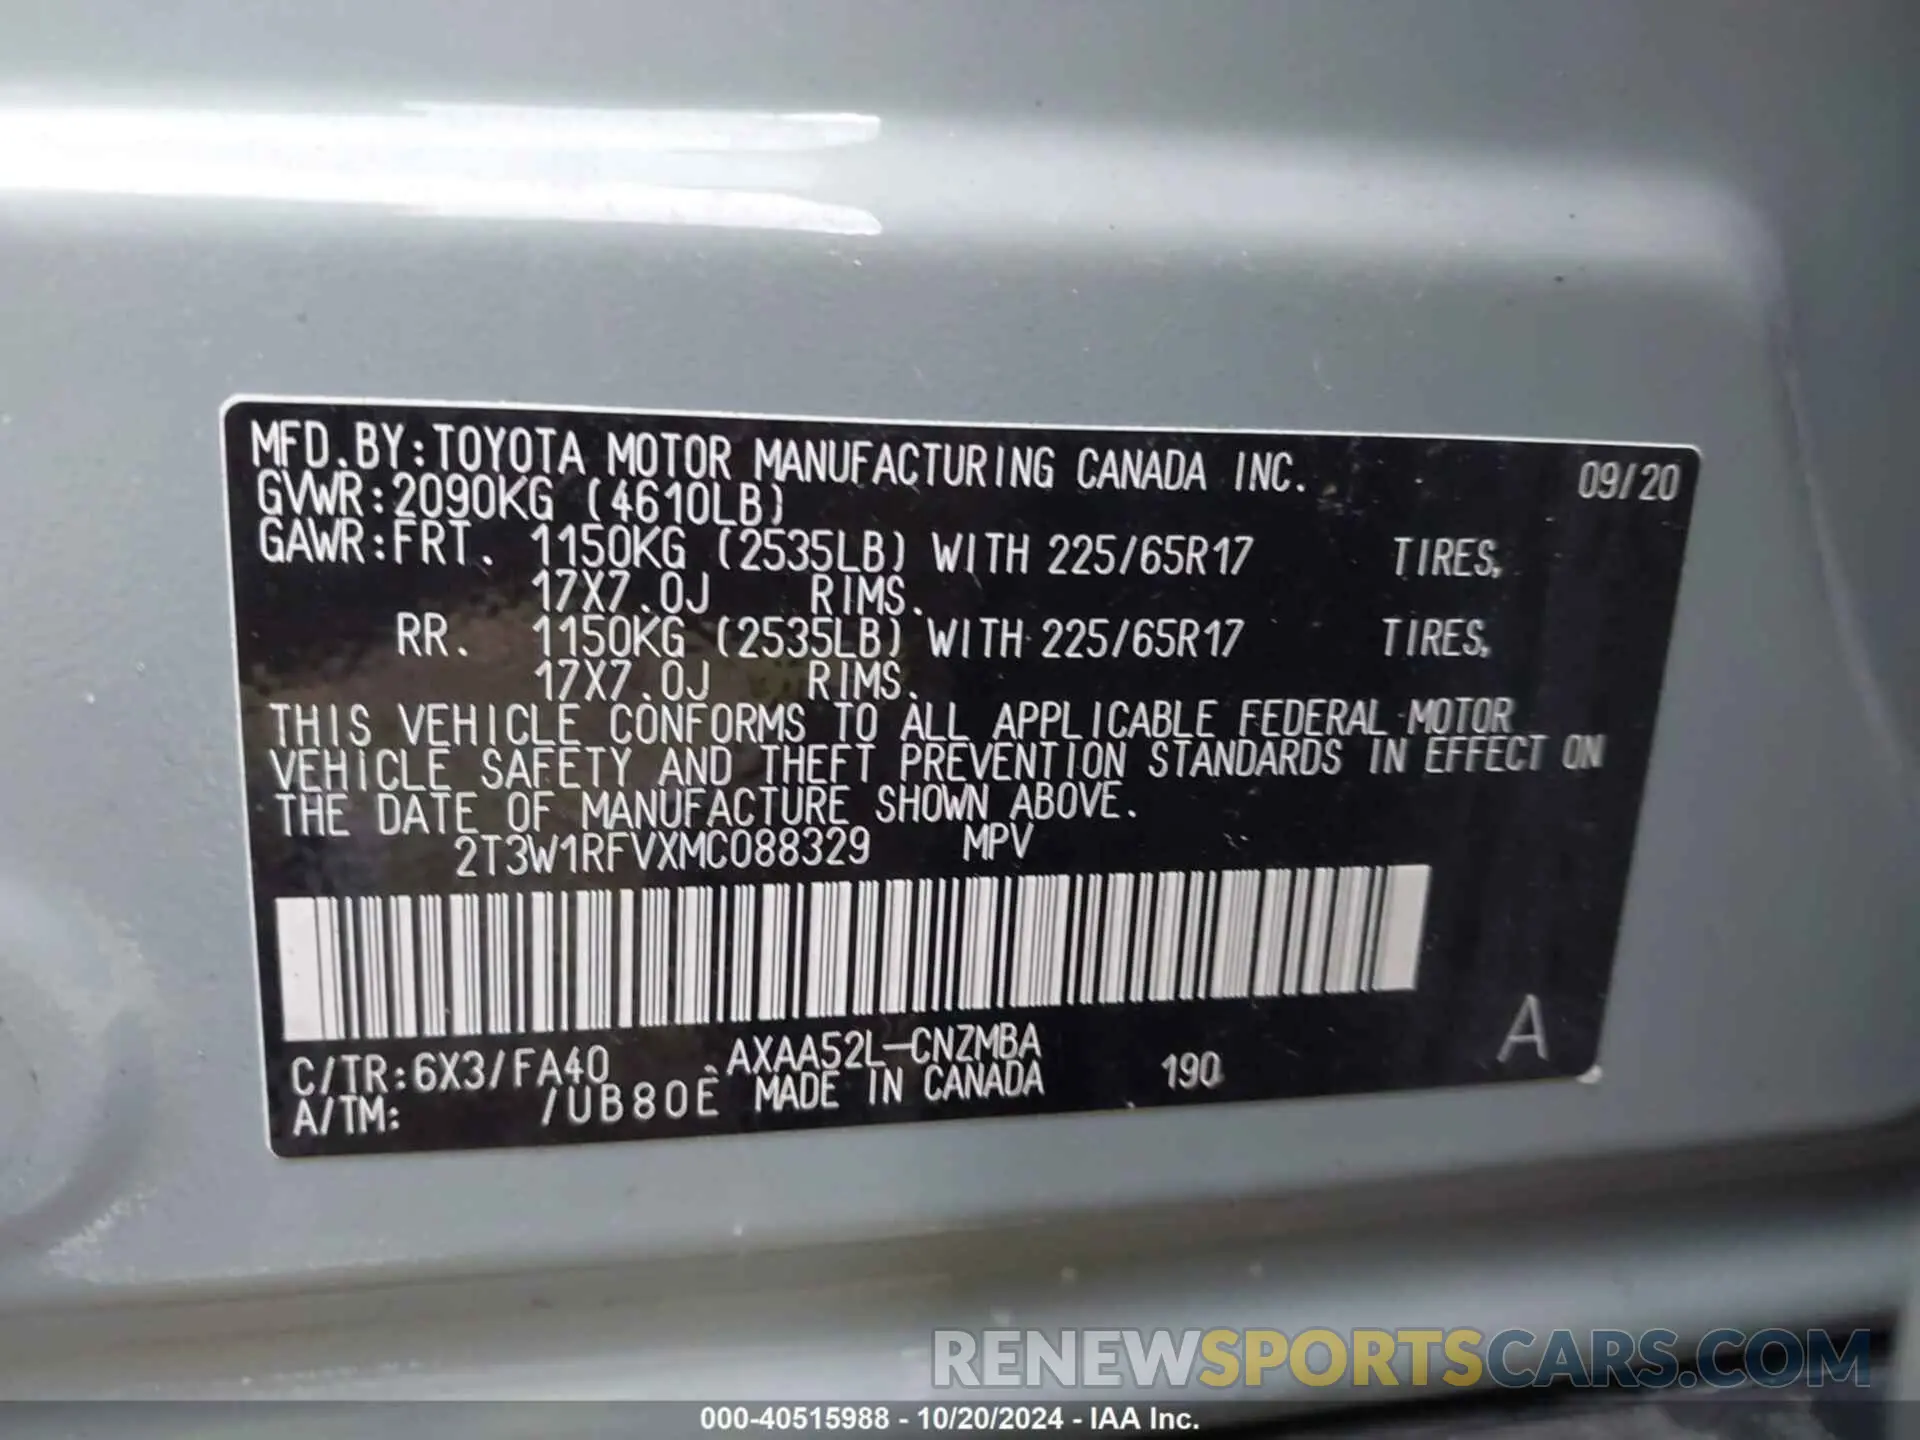 MFD.BY:TOYOTA MOTOR MANUFACTURING CANADA INC. 09/20
GVWR:2090KG (4610LB)
GAWR:FRT. 1150KG (2535LB) WITH 225/65R17 TIRES,
17X7.0J RIMS.
RR. 1150KG (2535LB) WITH 225/65R17 TIRES,
17X7.0J RIMS.
THIS VEHICLE CONFORMS TO ALL APPLICABLE FEDERAL MOTOR
VEHICLE SAFETY AND THEFT PREVENTION STANDARDS IN EFFECT ON
THE DATE OF MANUFACTURE SHOWN ABOVE.
2T3W1RFVXMC088329 MPV
C/TR:6X3/FA40 AXAA52L-CNZMBA 190 A
A/TM: /UB80E MADE IN CANADA
RENEWSPORTSCARS.COM
000-40515988 - 10/20/2024 - IAA Inc.